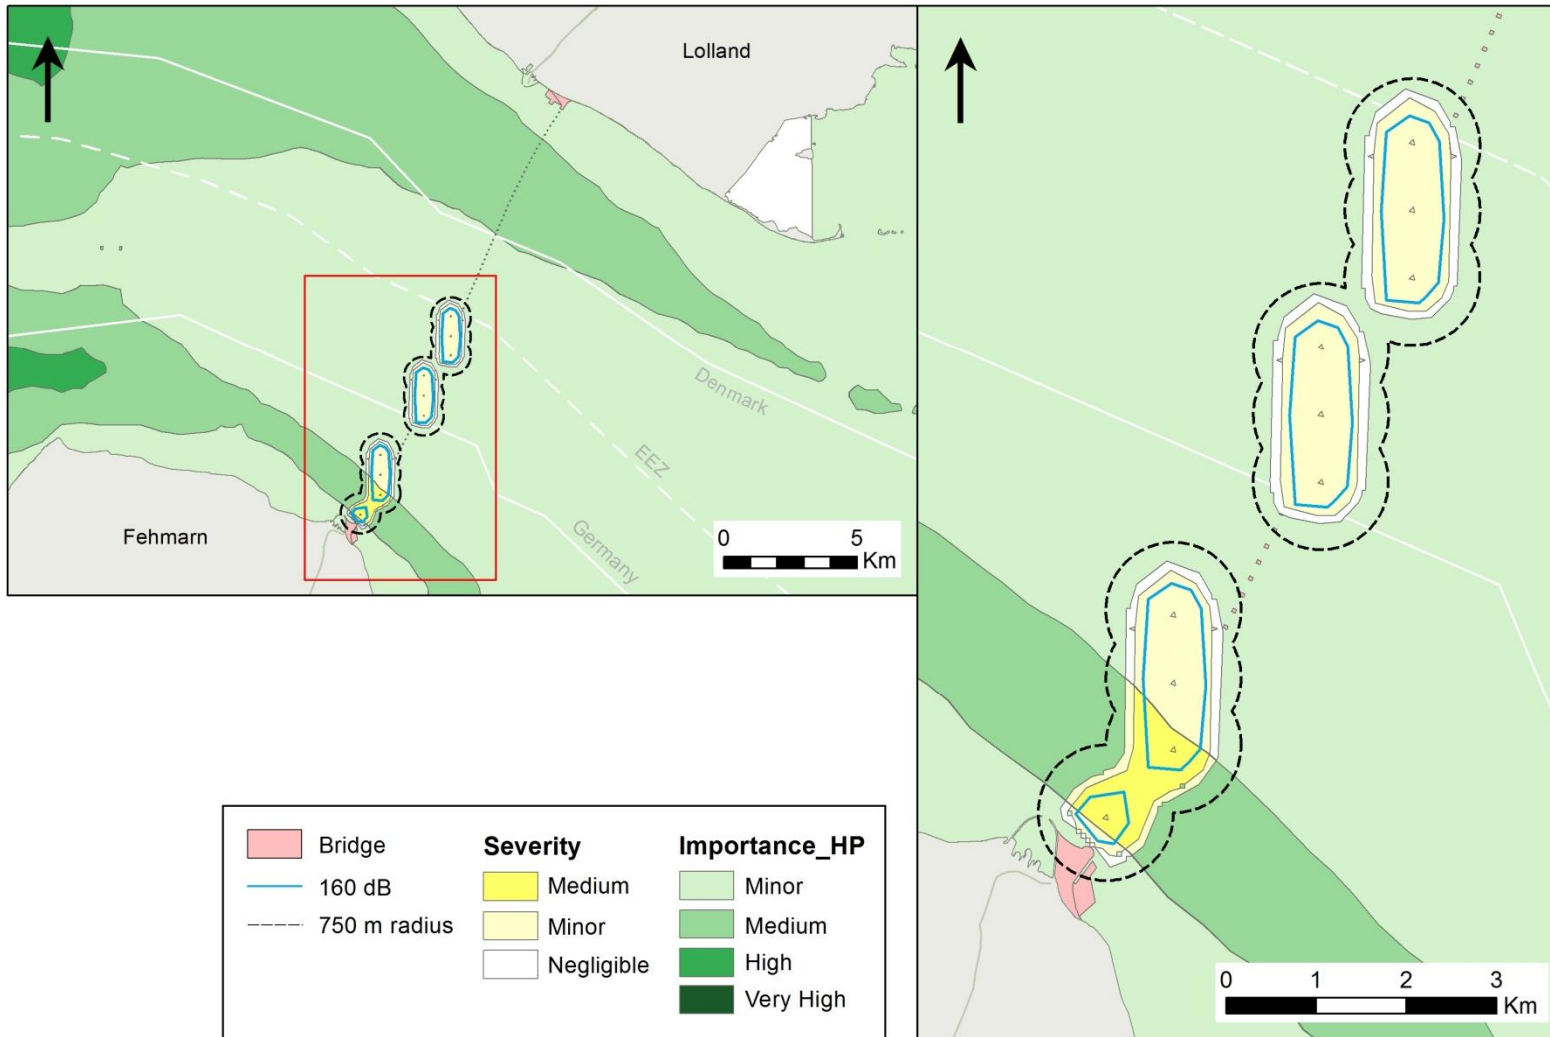 Lolland
Denmark
EEZ
Germany
Fehmarn
0 5
Km
Bridge
160 dB
750 m radius
Severity
Medium
Minor
Negligible
Importance_HP
Minor
Medium
High
Very High
0 1 2 3
Km